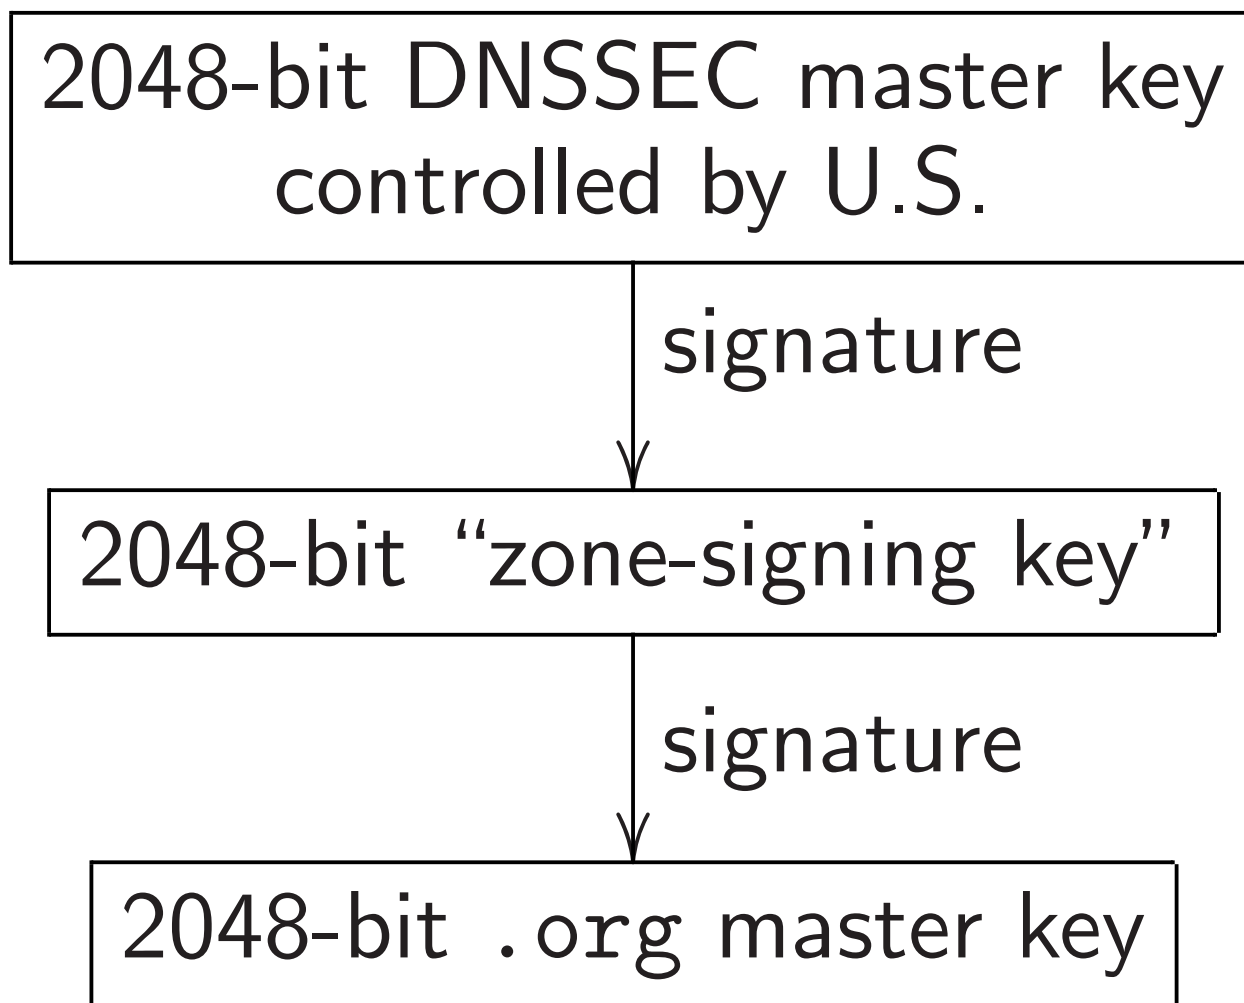 2048-bit DNSSEC master key
controlled by U.S.
signature
2048-bit “zone-signing key”
signature
2048-bit .org master key